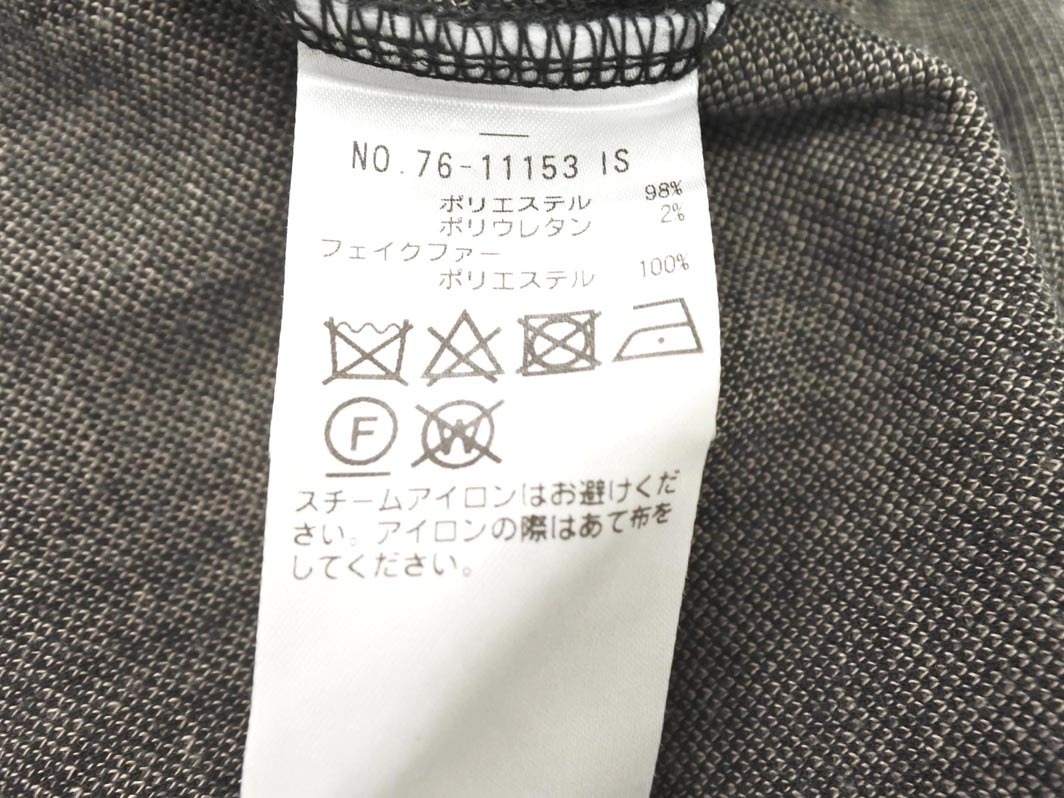 NO.76-11153 IS
ポリエステル 98%
ポリウレタン 2%
フェイクファー
ポリエステル 100%
F W
スチームアイロンはお避けくだ
さい。アイロンの際はあて布を
してください。